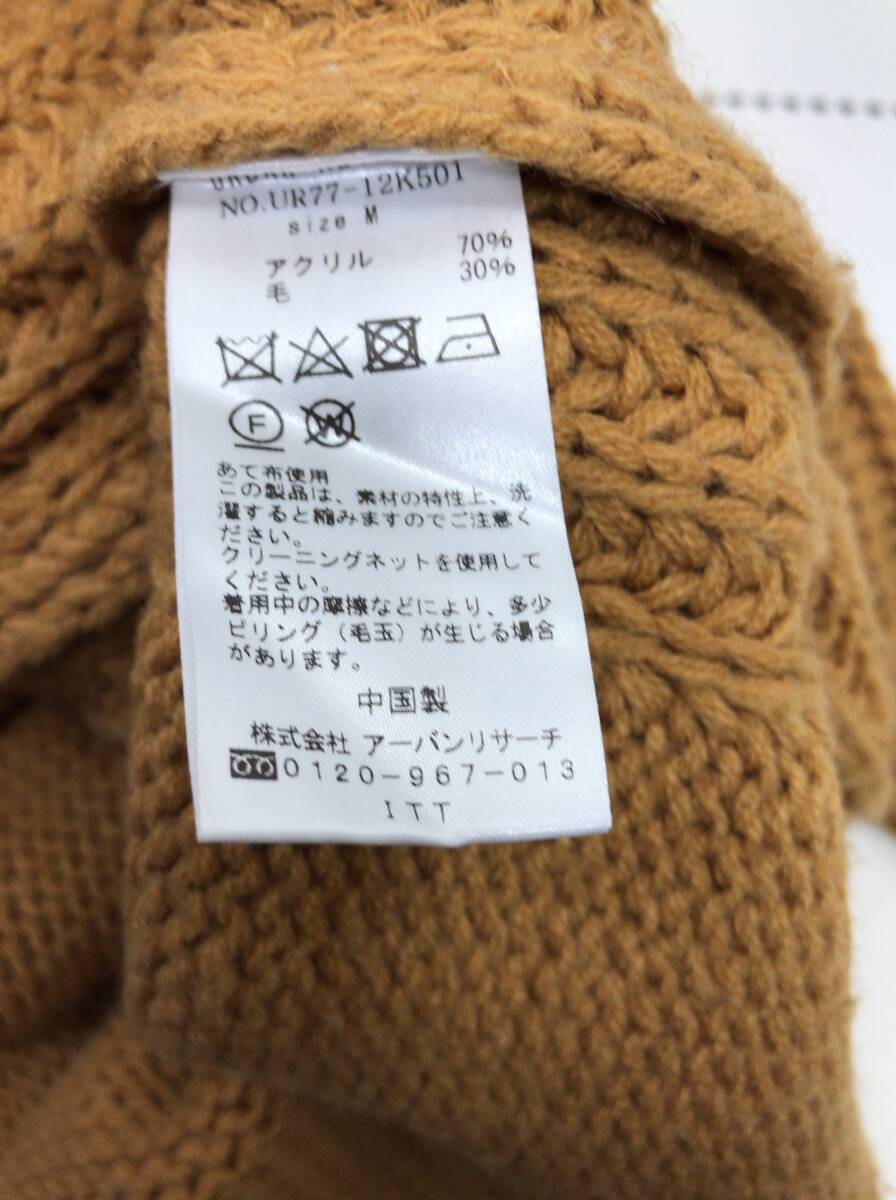 NO.UR77-12K501
size M
アクリル 70%
毛 30%
F W
あて布使用
この製品は、素材の特性上、洗
濯すると縮みますのでご注意く
ださい。
クリーニングネットを使用して
ください。
着用中の摩擦などにより、多少
ピリング（毛玉）が生じる場合
があります。
中国製
株式会社 アーバンリサーチ
0120-967-013
ITT